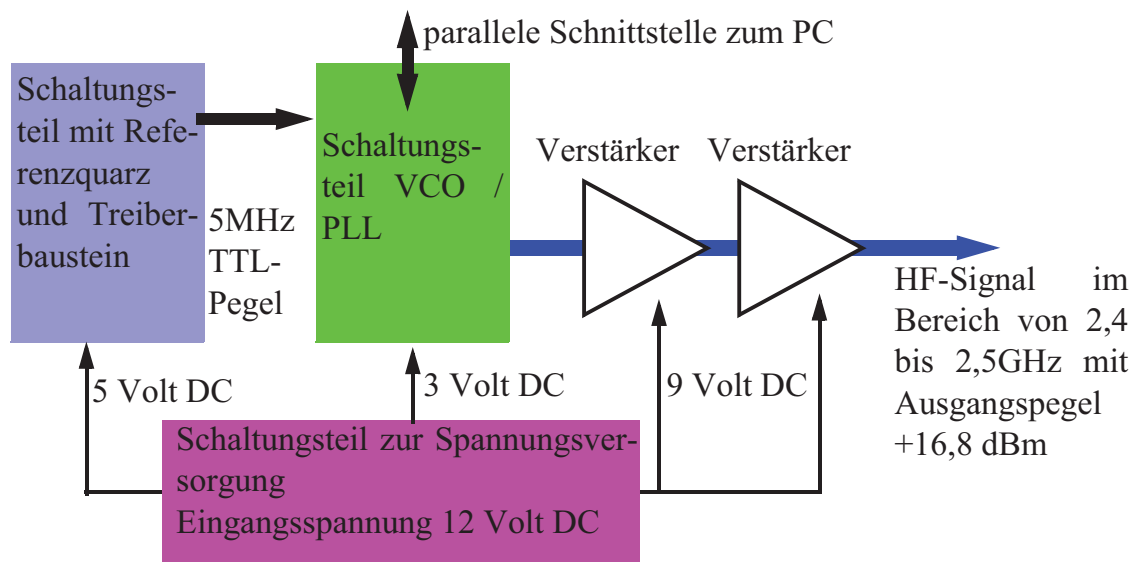 parallele Schnittstelle zum PC
Schaltungs-
teil mit Refe-
renzquarz
und Treiber-
baustein
5MHz
TTL-
Pegel
Schaltungs-
teil VCO /
PLL
Verstärker
Verstärker
HF-Signal im
Bereich von 2,4
bis 2,5GHz mit
Ausgangspegel
+16,8 dBm
5 Volt DC
3 Volt DC
9 Volt DC
Schaltungsteil zur Spannungsver-
sorgung
Eingangsspannung 12 Volt DC